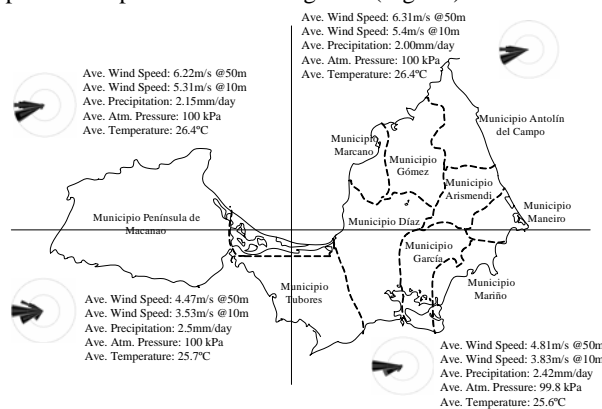 Ave. Wind Speed: 6.31m/s @50m
Ave. Wind Speed: 5.4m/s @10m
Ave. Precipitation: 2.00mm/day
Ave. Atm. Pressure: 100 kPa
Ave. Temperature: 26.4ºC
Ave. Wind Speed: 6.22m/s @50m
Ave. Wind Speed: 5.31m/s @10m
Ave. Precipitation: 2.15mm/day
Ave. Atm. Pressure: 100 kPa
Ave. Temperature: 26.4ºC
Municipio Antolín
del Campo
Municipio
Marcano
Municipio
Gómez
Municipio
Arismendi
Municipio
Maneiro
Municipio Península de
Macanao
Municipio Díaz
Municipio
García
Municipio
Tubores
Municipio
Mariño
Ave. Wind Speed: 4.47m/s @50m
Ave. Wind Speed: 3.53m/s @10m
Ave. Precipitation: 2.5mm/day
Ave. Atm. Pressure: 100 kPa
Ave. Temperature: 25.7ºC
Ave. Wind Speed: 4.81m/s @50m
Ave. Wind Speed: 3.83m/s @10m
Ave. Precipitation: 2.42mm/day
Ave. Atm. Pressure: 99.8 kPa
Ave. Temperature: 25.6ºC